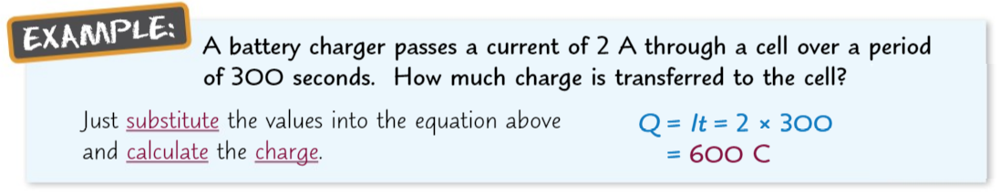 EXAMPLE:
A battery charger passes a current of 2 A through a cell over a period
of 300 seconds. How much charge is transferred to the cell?
Just substitute the values into the equation above
and calculate the charge.
Q = It = 2 × 300
= 600 C